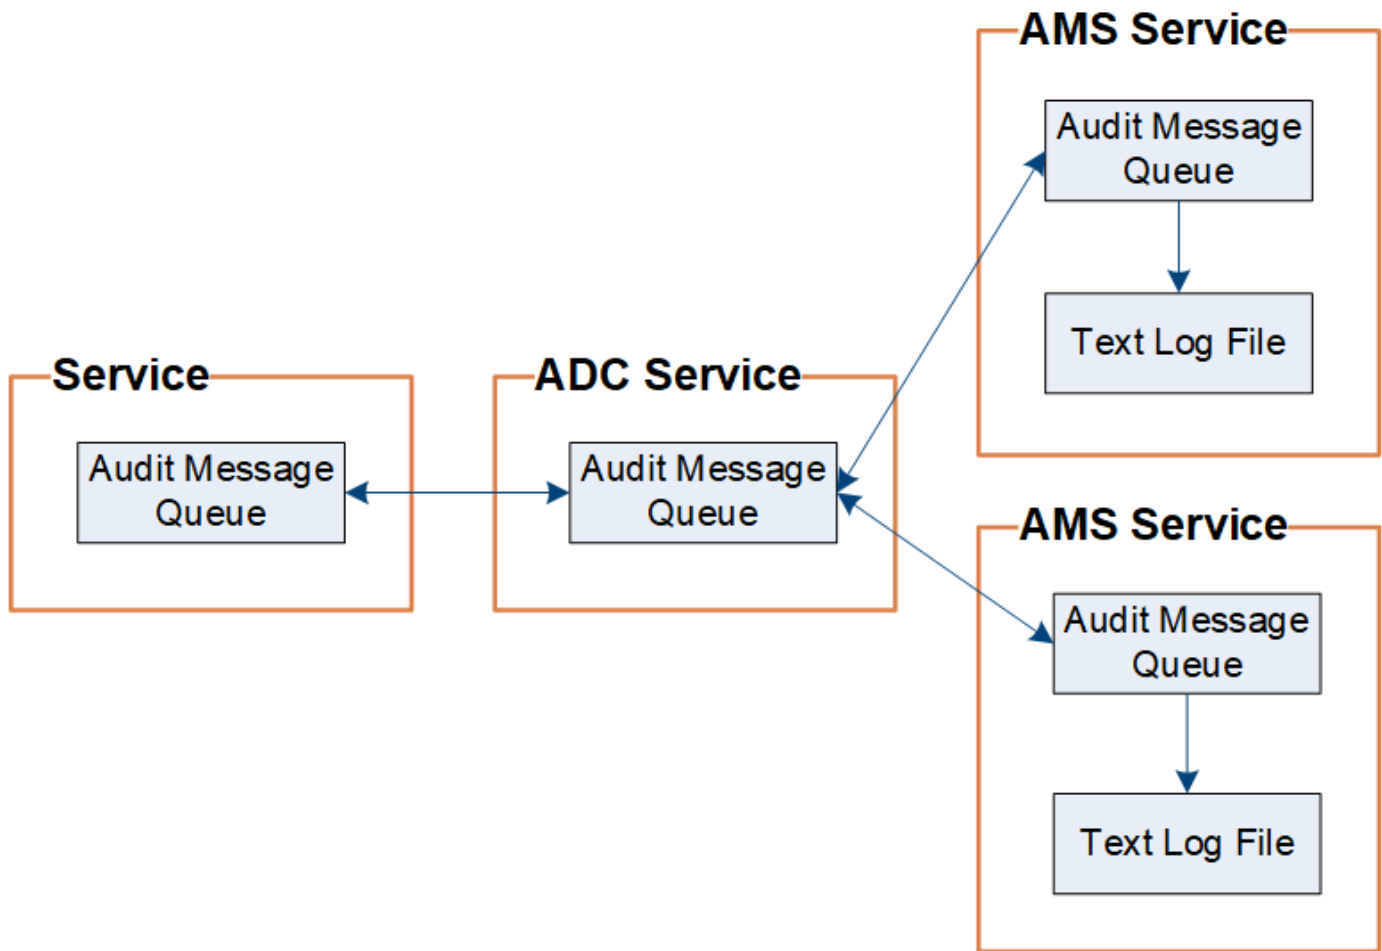 Service
Audit Message
Queue
ADC Service
Audit Message
Queue
AMS Service
Audit Message
Queue
Text Log File
AMS Service
Audit Message
Queue
Text Log File